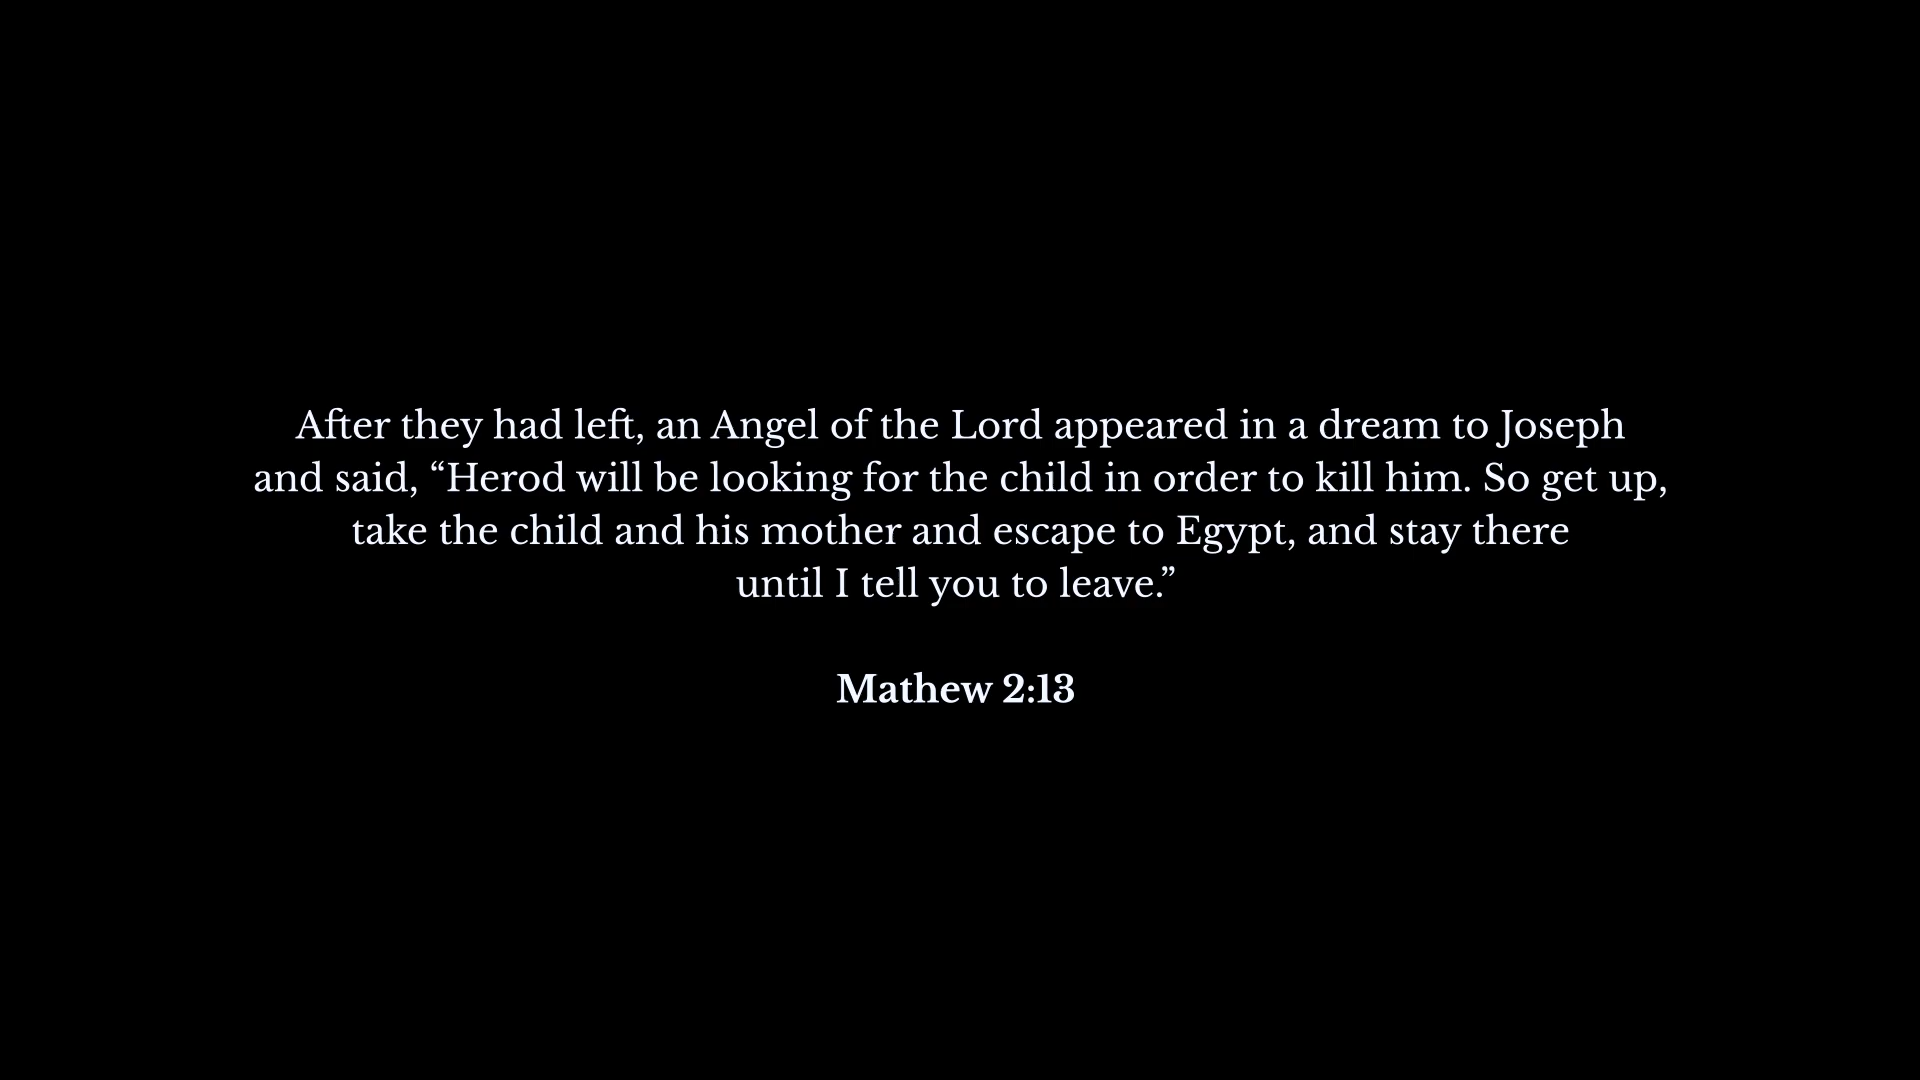 After they had left, an Angel of the Lord appeared in a dream to Joseph
and said, “Herod will be looking for the child in order to kill him. So get up,
take the child and his mother and escape to Egypt, and stay there
until I tell you to leave.”
Mathew 2:13